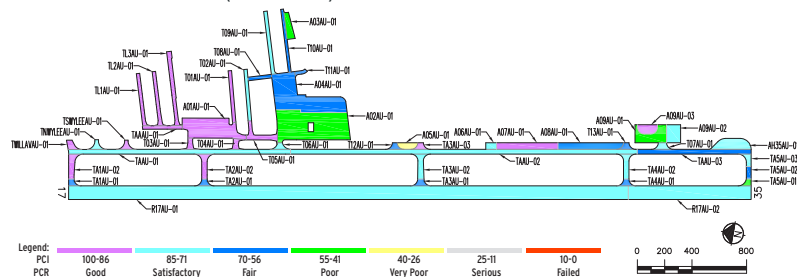 T09AU-01
A03AU-01
T08AU-01
TL3AU-01
T10AU-01
TL2AU-01
T02AU-01
T11AU-01
T01AU-01
A04AU-01
TL1AU-01
A01AU-01
A02AU-01
TSMYLEEAU-01
A09AU-01
A09AU-03
TNMYLEEAU-01
A05AU-01
A06AU-01
A07AU-01
A08AU-01
T13AU-01
A09AU-02
TAAAU-01
TWILLAVAU-01
T03AU-01
T04AU-01
T06AU-01
T12AU-01
TA3AU-03
T07AU-01
AH35AU-01
TAAU-01
T05AU-01
TAAU-02
TAAU-03
TA5AU-03
TA1AU-02
TA2AU-02
TA3AU-02
TA4AU-02
TA5AU-02
TA1AU-01
TA2AU-01
TA3AU-01
TA4AU-01
TA5AU-01
17
35
R17AU-01
R17AU-02
Legend:
PCI 100-86 85-71 70-56 55-41 40-26 25-11 10-0
PCR Good Satisfactory Fair Poor Very Poor Serious Failed
0 400 800